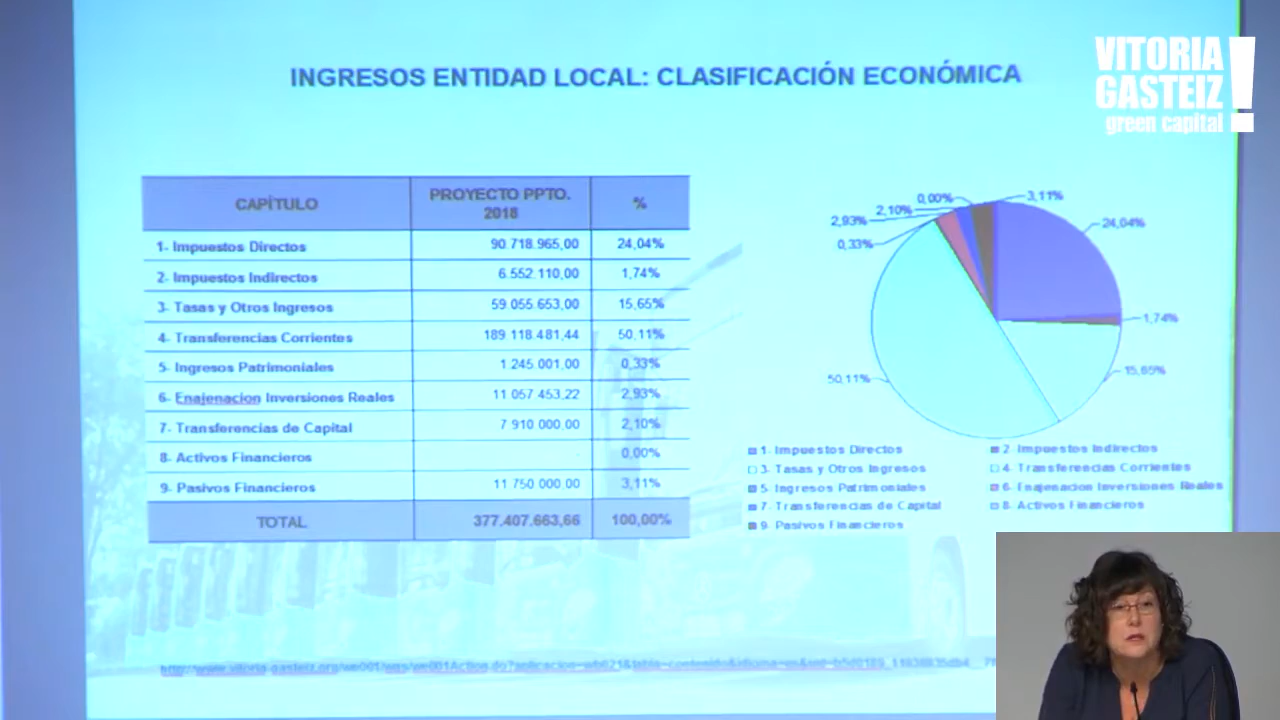 VITORIA
GASTEIZ !
green capital
INGRESOS ENTIDAD LOCAL: CLASIFICACIÓN ECONÓMICA
CAPÍTULO PROYECTO PPTO. 2018 %
1- Impuestos Directos 90.718.965,00 24,04%
2- Impuestos Indirectos 6.552.110,00 1,74%
3- Tasas y Otros Ingresos 59.055.653,00 15,65%
4- Transferencias Corrientes 189.118.481,44 50,11%
5- Ingresos Patrimoniales 1.245.001,00 0,33%
6- Enajenacion Inversiones Reales 11.057.453,22 2,93%
7- Transferencias de Capital 7.910.000,00 2,10%
8- Activos Financieros 0,00%
9- Pasivos Financieros 11.750.000,00 3,11%
TOTAL 377.407.663,66 100,00%
0,00% 3,11%
2,10%
2,93% 24,04%
0,33%
1,74%
50,11% 15,65%
1- Impuestos Directos 2- Impuestos Indirectos
3- Tasas y Otros Ingresos 4- Transferencias Corrientes
5- Ingresos Patrimoniales 6- Enajenacion Inversiones Reales
7- Transferencias de Capital 8- Activos Financieros
9- Pasivos Financieros